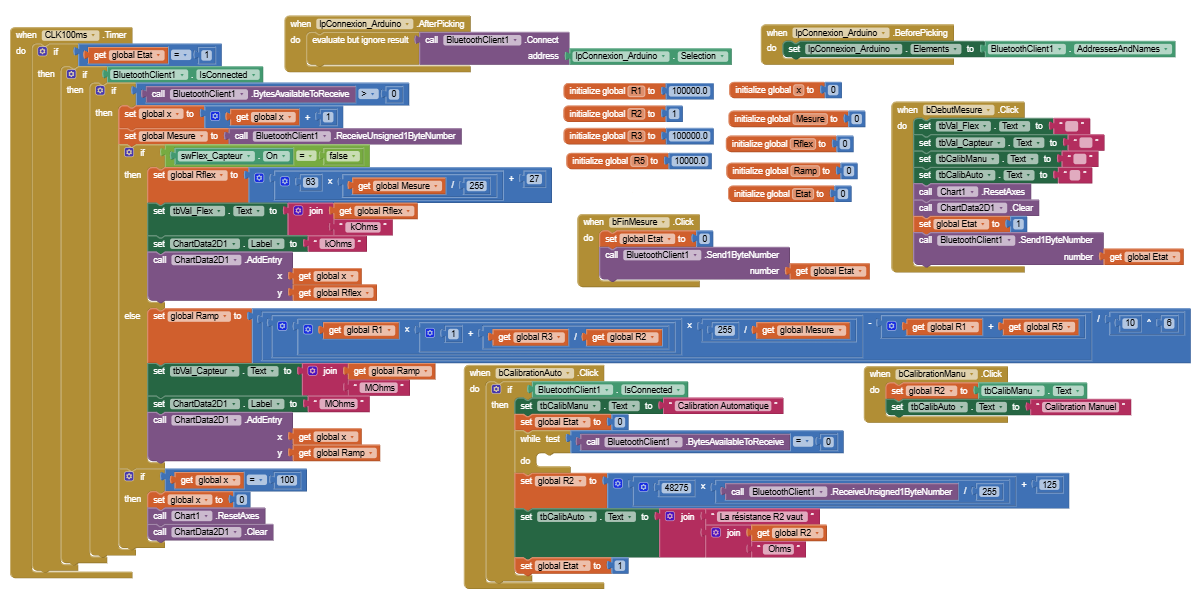 when CLK100ms .Timer
do if get global Etat = 1
then if BluetoothClient1 . IsConnected
then if call BluetoothClient1 .BytesAvailableToReceive > 0
then set global x to get global x + 1
set global Mesure to call BluetoothClient1 .ReceiveUnsigned1ByteNumber
if swFlex_Capteur . On = false
then set global Rflex to 63 x get global Mesure / 255 + 27
set tbVal_Flex . Text to join get global Rflex
" kOhms "
set ChartData2D1 . Label to " kOhms "
call ChartData2D1 .AddEntry
x get global x
y get global Rflex
else set global Ramp to get global R1 x 1 + get global R3 / get global R2 x 255 / get global Mesure - get global R1 + get global R5 / 10 ^ 6
set tbVal_Capteur . Text to join get global Ramp
" MOhms "
set ChartData2D1 . Label to " MOhms "
call ChartData2D1 .AddEntry
x get global x
y get global Ramp
if get global x = 100
then set global x to 0
call Chart1 .ResetAxes
call ChartData2D1 .Clear
when lpConnexion_Arduino .AfterPicking
do evaluate but ignore result call BluetoothClient1 .Connect
address lpConnexion_Arduino . Selection
when lpConnexion_Arduino .BeforePicking
do set lpConnexion_Arduino . Elements to BluetoothClient1 . AddressesAndNames
initialize global R1 to 100000.0
initialize global R2 to 1
initialize global R3 to 100000.0
initialize global R5 to 10000.0
initialize global x to 0
initialize global Mesure to 0
initialize global Rflex to 0
initialize global Ramp to 0
initialize global Etat to 0
when bDebutMesure .Click
do set tbVal_Flex . Text to " "
set tbVal_Capteur . Text to " "
set tbCalibManu . Text to " "
set tbCalibAuto . Text to " "
call Chart1 .ResetAxes
call ChartData2D1 .Clear
set global Etat to 1
call BluetoothClient1 .Send1ByteNumber
number get global Etat
when bFinMesure .Click
do set global Etat to 0
call BluetoothClient1 .Send1ByteNumber
number get global Etat
when bCalibrationAuto .Click
do if BluetoothClient1 . IsConnected
then set tbCalibManu . Text to " Calibration Automatique "
set global Etat to 0
while test call BluetoothClient1 .BytesAvailableToReceive = 0
do
set global R2 to 48275 x call BluetoothClient1 .ReceiveUnsigned1ByteNumber / 255 + 125
set tbCalibAuto . Text to join " La résistance R2 vaut "
join get global R2
" Ohms "
set global Etat to 1
when bCalibrationManu .Click
do set global R2 to tbCalibManu . Text
set tbCalibAuto . Text to " Calibration Manuel "